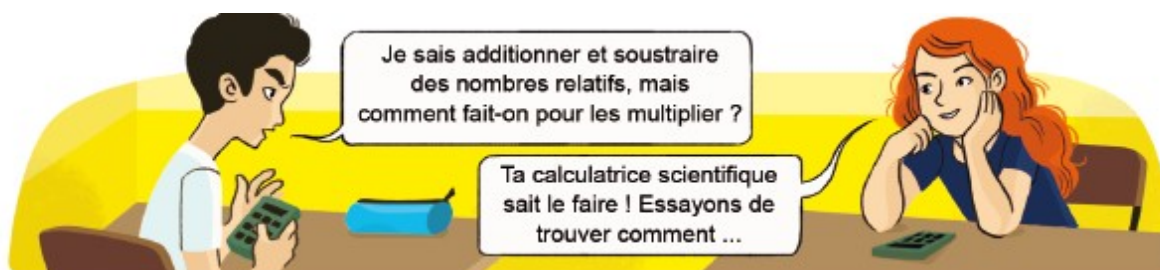 Je sais additionner et soustraire
des nombres relatifs, mais
comment fait-on pour les multiplier ?
Ta calculatrice scientifique
sait le faire ! Essayons de
trouver comment ...